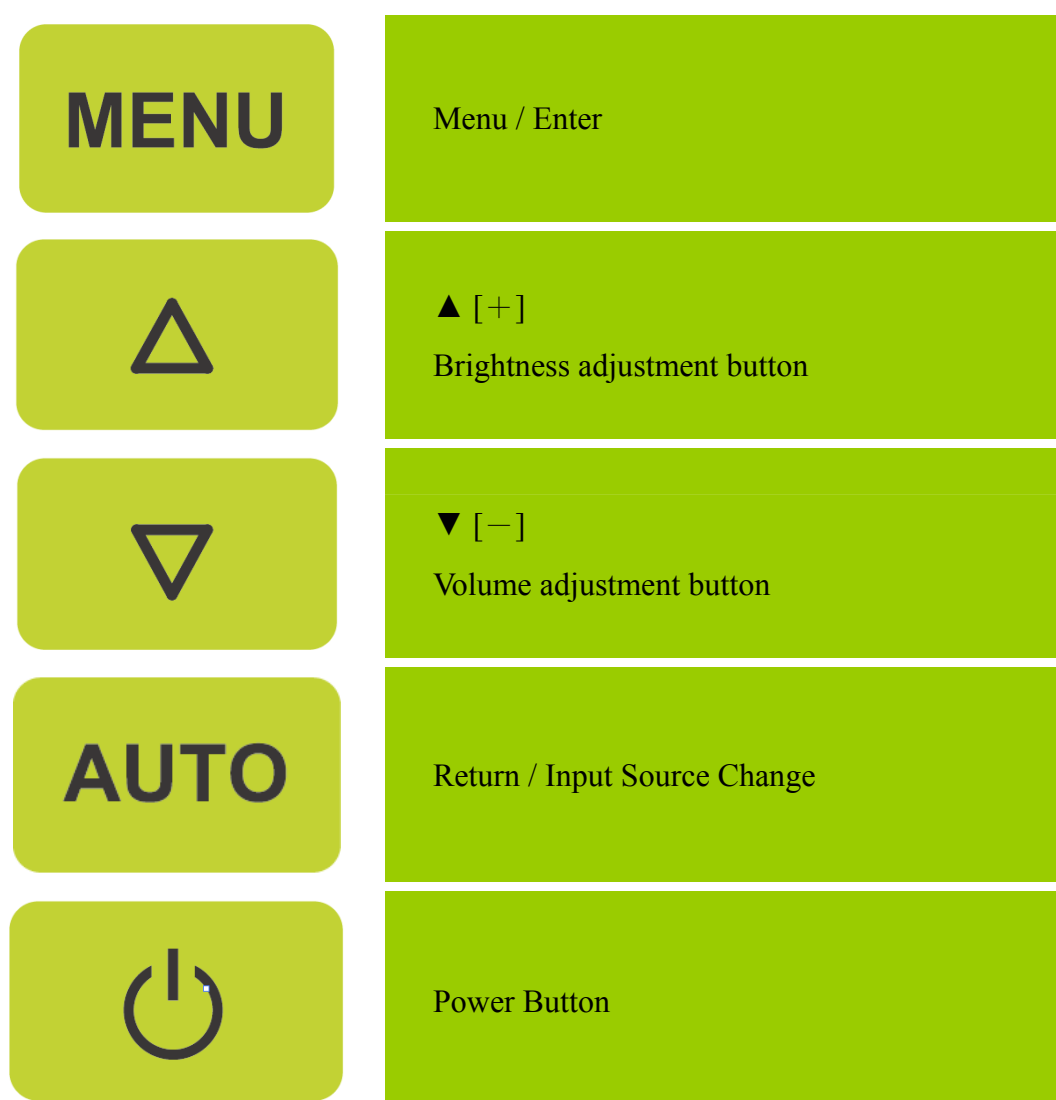 MENU
Menu / Enter
▲ [+]
Brightness adjustment button
▼ [−]
Volume adjustment button
AUTO
Return / Input Source Change
Power Button